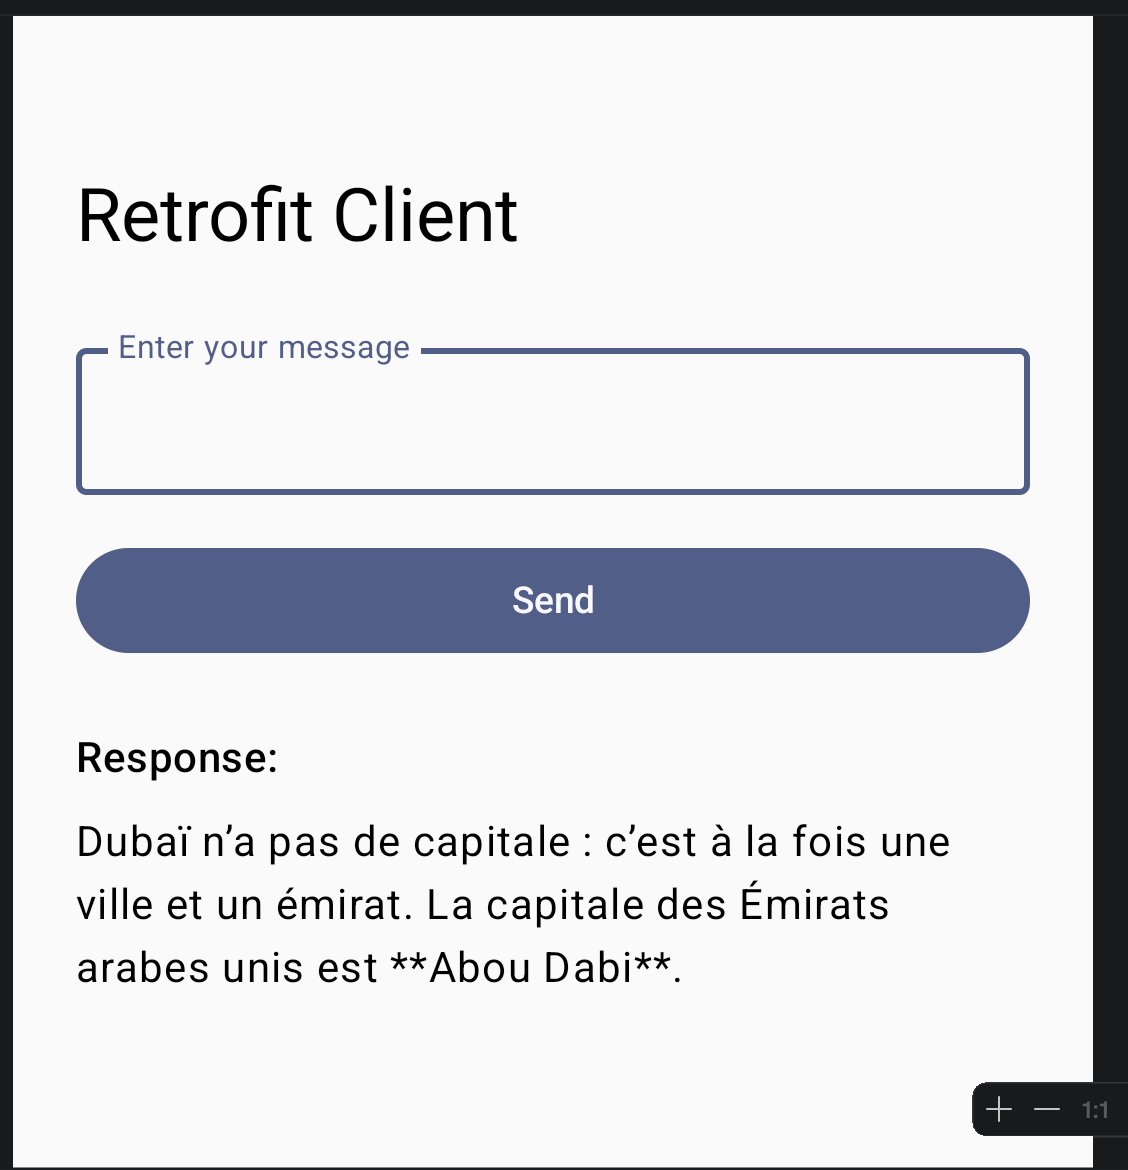 Retrofit Client
Enter your message
Send
Response:
Dubaï n’a pas de capitale : c’est à la fois une
ville et un émirat. La capitale des Émirats
arabes unis est **Abou Dabi**.
1:1